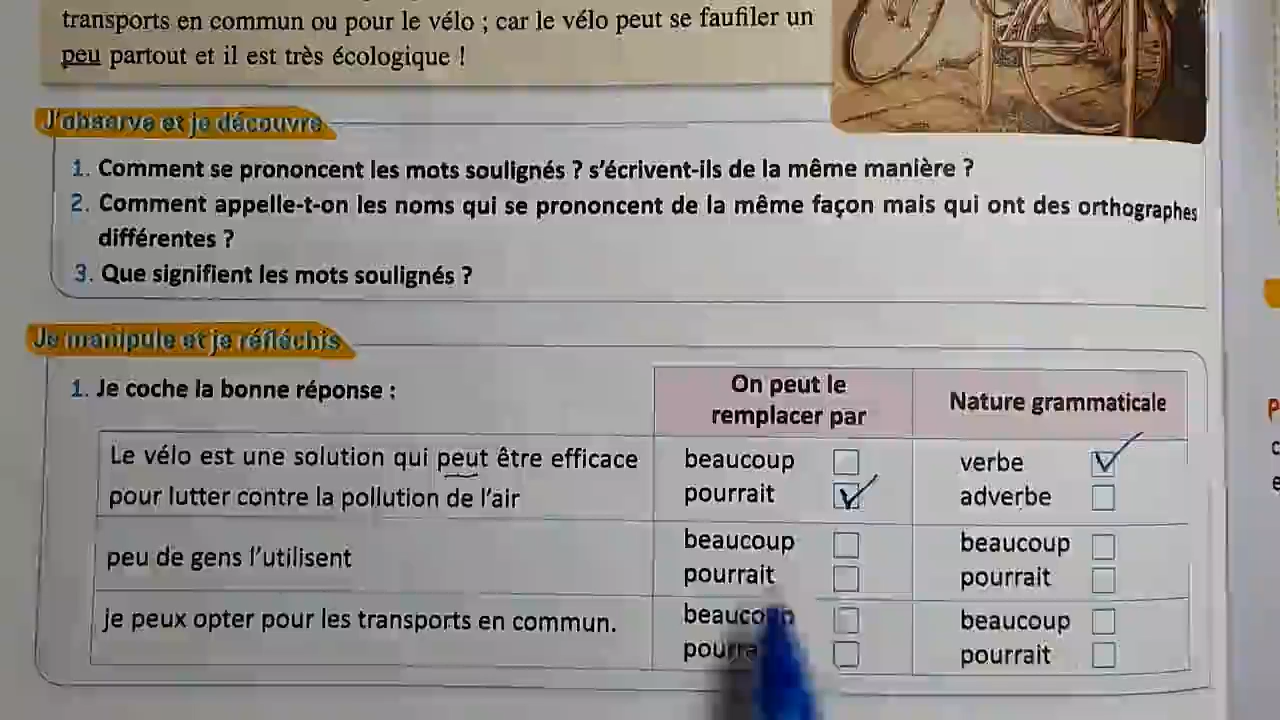 transports en commun ou pour le vélo ; car le vélo peut se faufiler un
peu partout et il est très écologique !
J'observe et je découvre
1. Comment se prononcent les mots soulignés ? s'écrivent-ils de la même manière ?
2. Comment appelle-t-on les noms qui se prononcent de la même façon mais qui ont des orthographes
différentes ?
3. Que signifient les mots soulignés ?
Je manipule et je réfléchis
1. Je coche la bonne réponse :
On peut le
remplacer par
Nature grammaticale
Le vélo est une solution qui peut être efficace
pour lutter contre la pollution de l'air
beaucoup
pourrait
verbe
adverbe
peu de gens l'utilisent
beaucoup
pourrait
beaucoup
pourrait
je peux opter pour les transports en commun.
beaucoup
beaucoup
pourrait